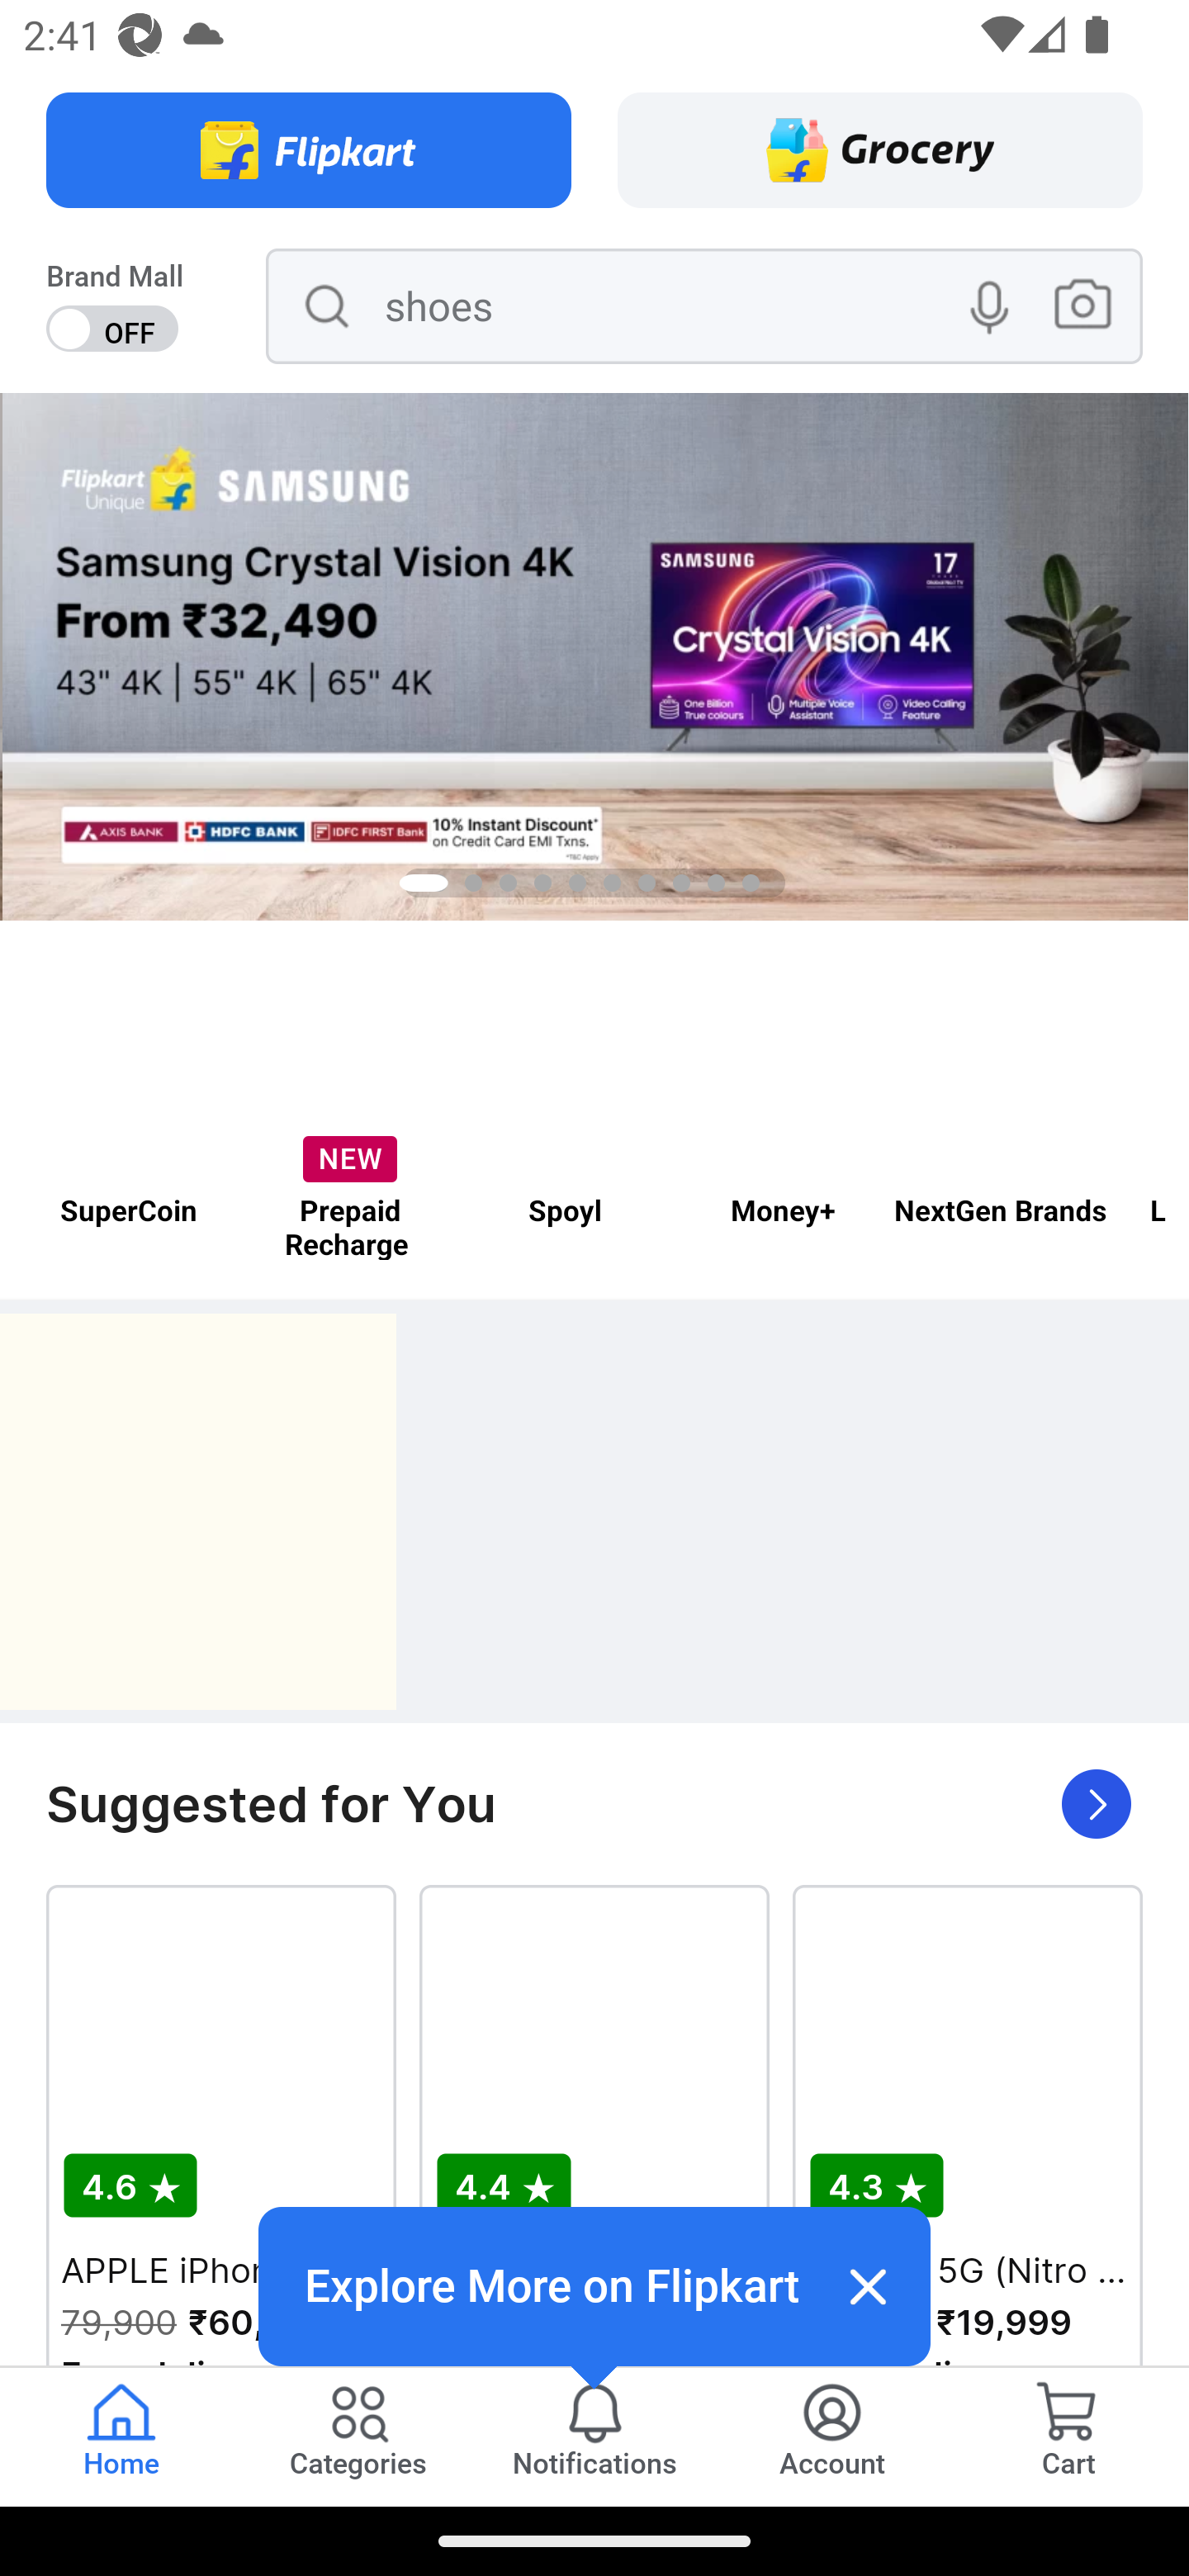 2:41
Flipkart
Grocery
Brand Mall
OFF
shoes
Flipkart
Unique
SAMSUNG
Samsung Crystal Vision 4K
From ₹32,490
43" 4K | 55" 4K | 65" 4K
SAMSUNG
17
Crystal Vision 4K
One Billion
True colours
Multiple Voice
Assistant
Video Calling
Feature
AXIS BANK
HDFC BANK
IDFC FIRST Bank
10% Instant Discount*
on Credit Card EMI Txns.
*T&C Apply
NEW
SuperCoin
Prepaid
Recharge
Spoyl
Money+
NextGen Brands
L
Suggested for You
4.6 ★
4.4 ★
4.3 ★
APPLE iPhon
5G (Nitro ...
79,900 ₹60,
₹19,999
Explore More on Flipkart
Home
Categories
Notifications
Account
Cart